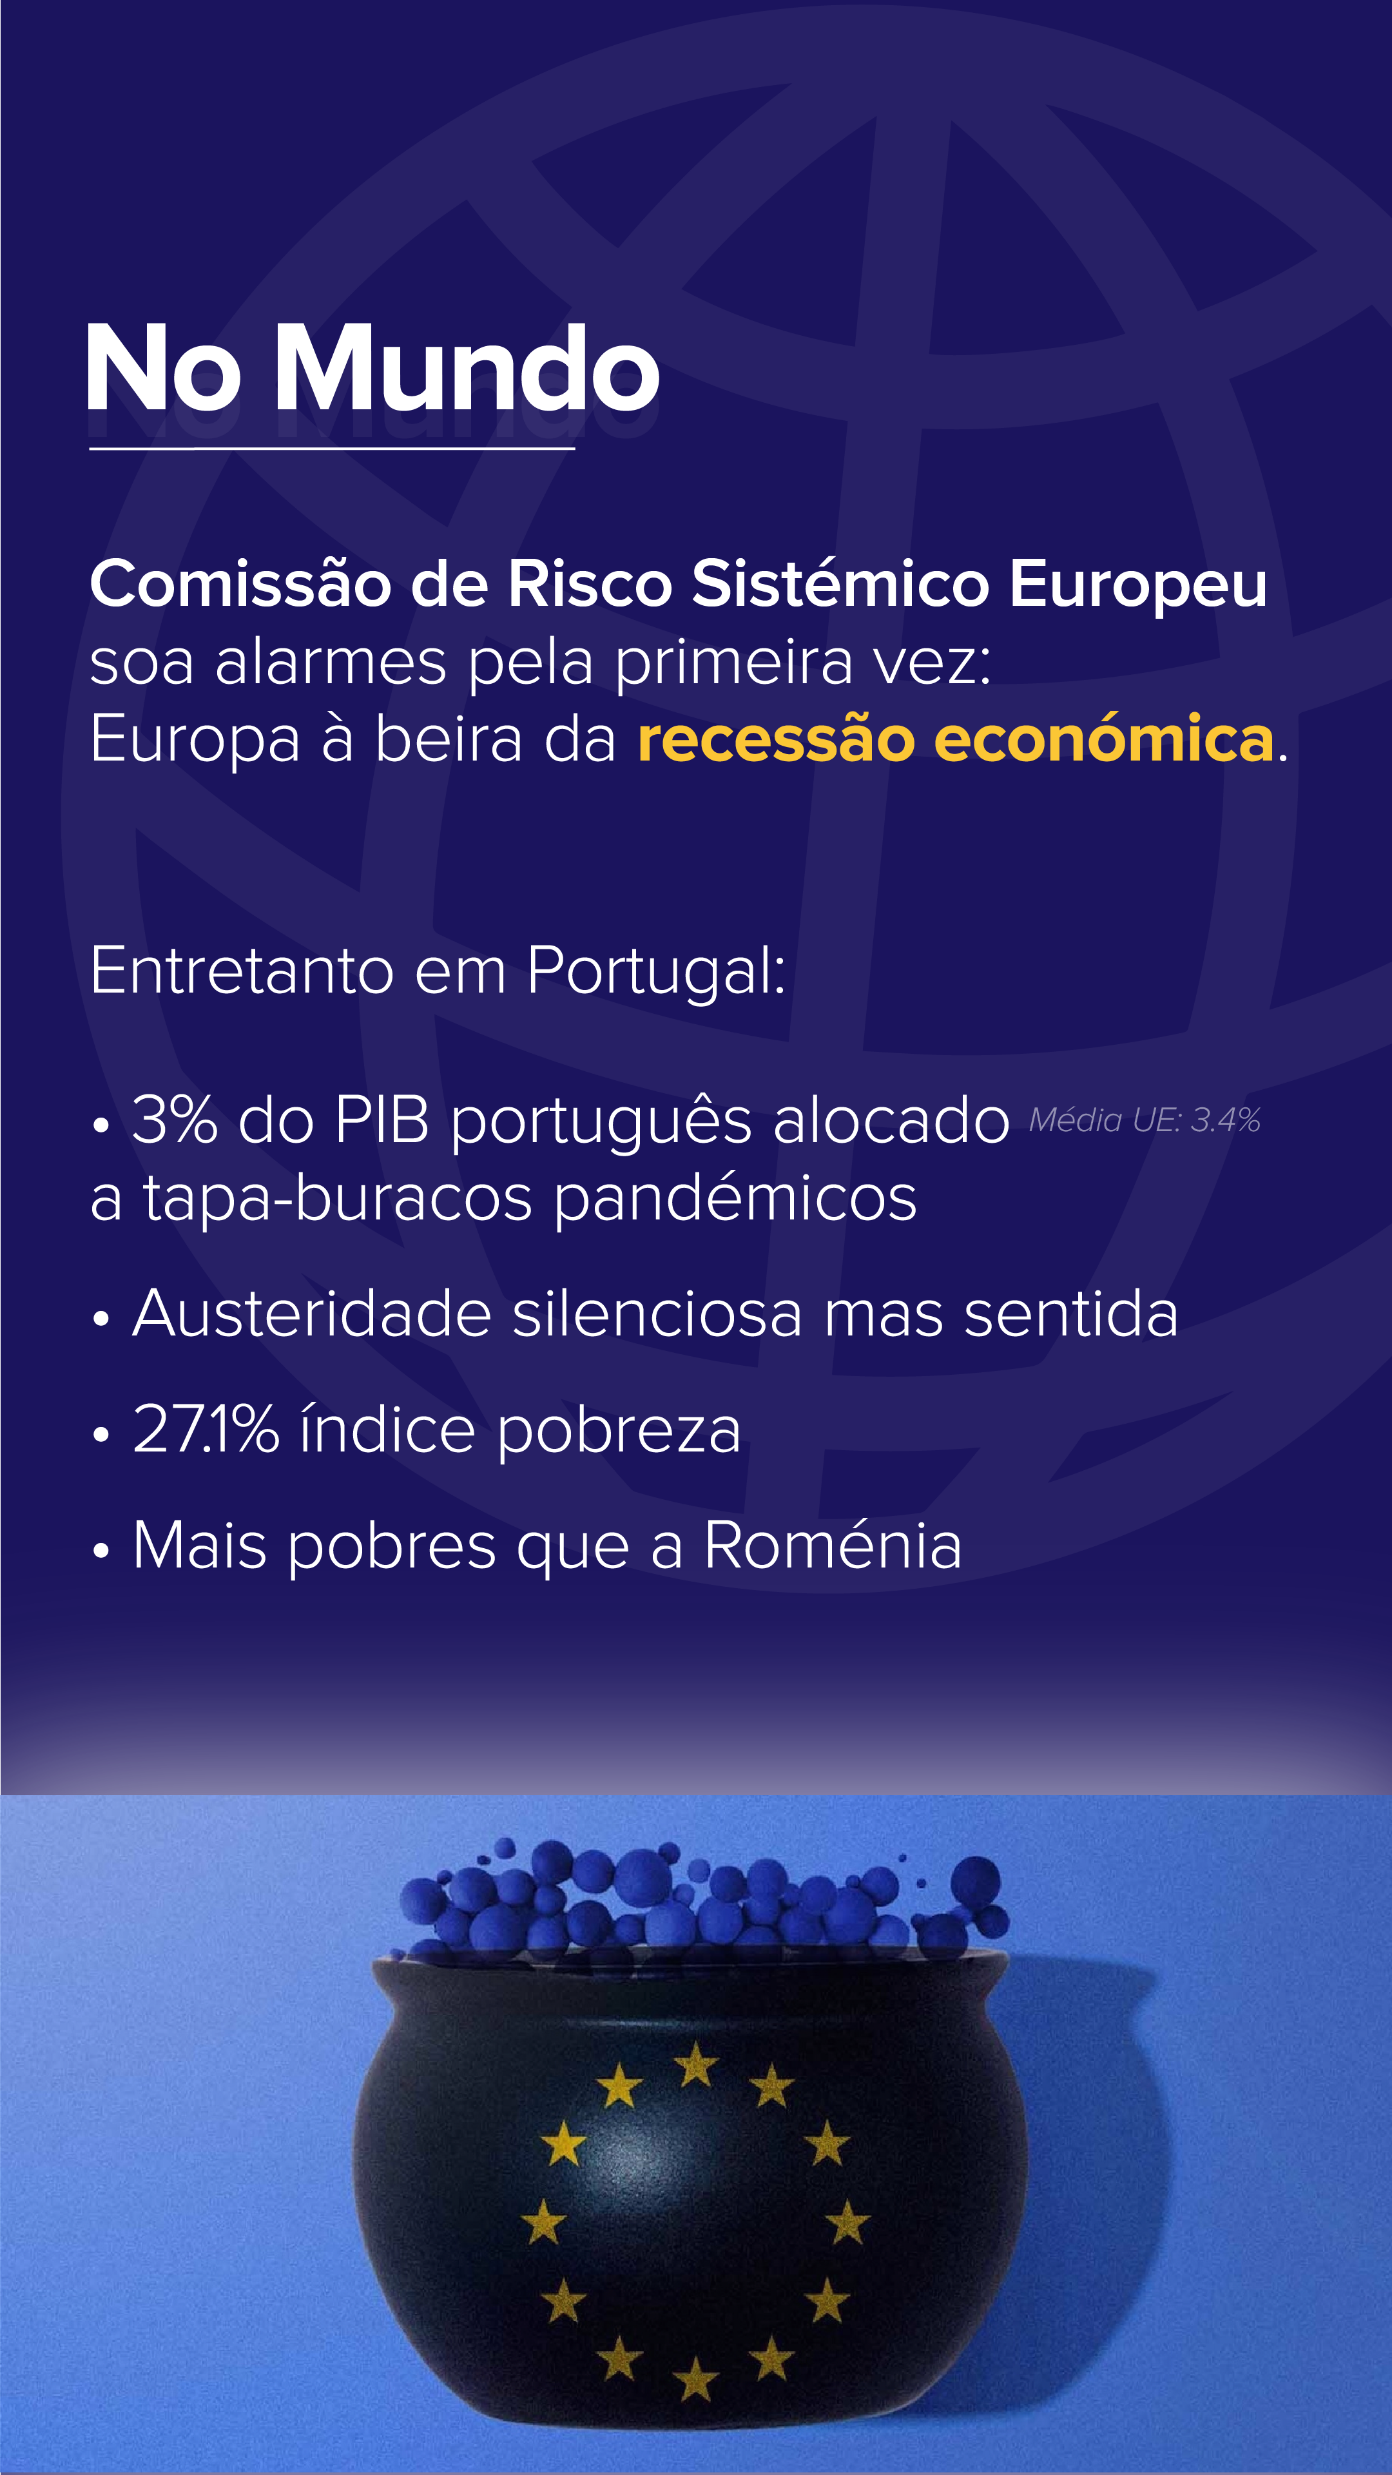 No Mundo
Comissão de Risco Sistémico Europeu
soa alarmes pela primeira vez:
Europa à beira da recessão económica.
Entretanto em Portugal:
• 3% do PIB português alocado Média UE: 3.4%
a tapa-buracos pandémicos
• Austeridade silenciosa mas sentida
• 27.1% índice pobreza
• Mais pobres que a Roménia